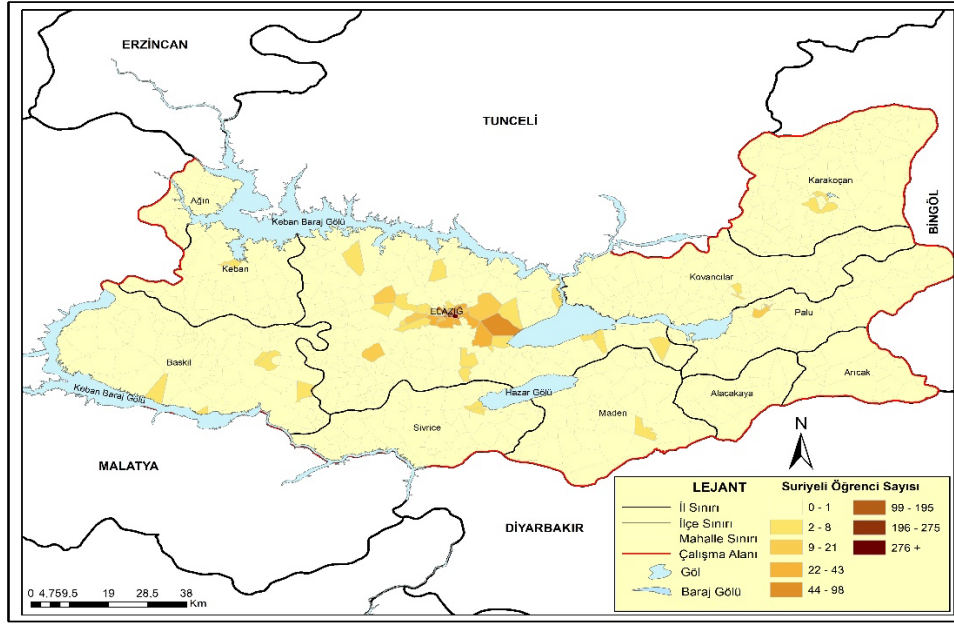 ERZİNCAN
TUNCELİ
Karakoçan
Ağın
Keban Baraj Gölü
BİNGÖL
Keban
Kovancılar
ELAZIĞ
Palu
Baskil
Arıcak
Keban Baraj Gölü
Hazar Gölü
Alacakaya
Maden
Sivrice
MALATYA
N
DİYARBAKIR
LEJANT
İl Sınırı
İlçe Sınırı
Mahalle Sınırı
Çalışma Alanı
Göl
Baraj Gölü
Suriyeli Öğrenci Sayısı
0 - 1
2 - 8
9 - 21
22 - 43
44 - 98
99 - 195
196 - 275
276 +
0 4.759.5 19 28.5 38
Km